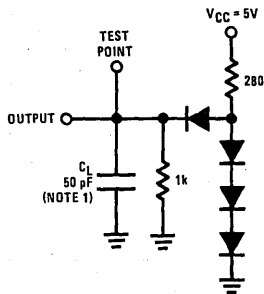 VCC = 5V
TEST
POINT
280
OUTPUT
CL
50 pF
(NOTE 1)
1k